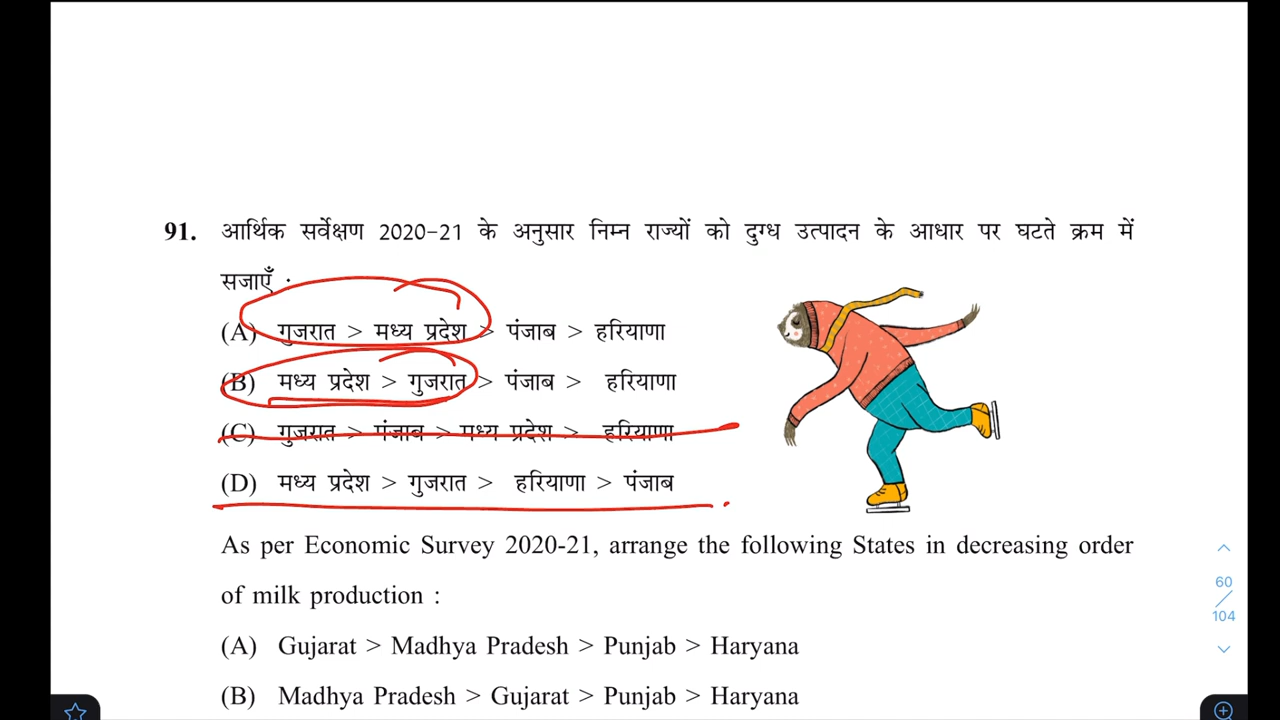 91. आर्थिक सर्वेक्षण 2020-21 के अनुसार निम्न राज्यों को दुग्ध उत्पादन के आधार पर घटते क्रम में
सजाएँ :
(A) गुजरात > मध्य प्रदेश > पंजाब > हरियाणा
(B) मध्य प्रदेश > गुजरात > पंजाब > हरियाणा
(C) गुजरात > पंजाब > मध्य प्रदेश > हरियाणा
(D) मध्य प्रदेश > गुजरात > हरियाणा > पंजाब
As per Economic Survey 2020-21, arrange the following States in decreasing order
of milk production :
(A) Gujarat > Madhya Pradesh > Punjab > Haryana
(B) Madhya Pradesh > Gujarat > Punjab > Haryana
60
104